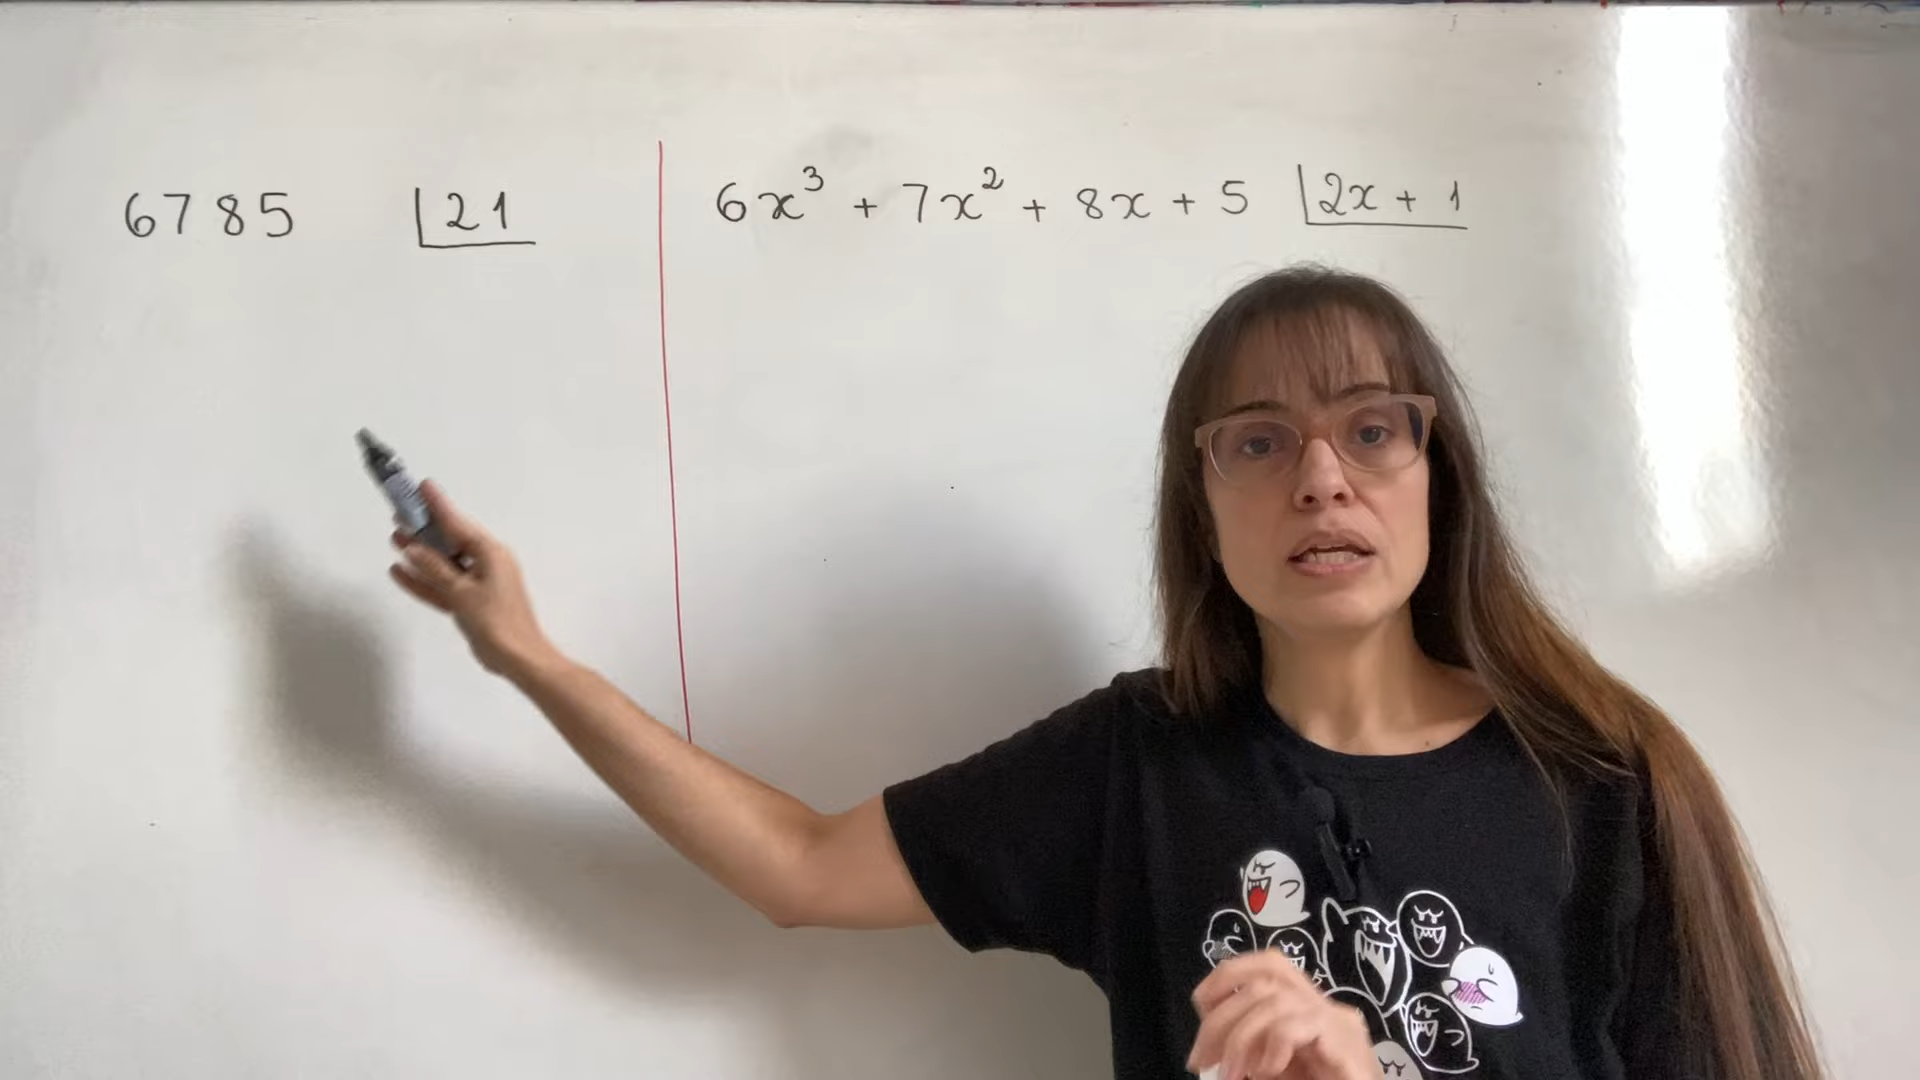 6785 21
6x³ + 7x² + 8x + 5 2x + 1